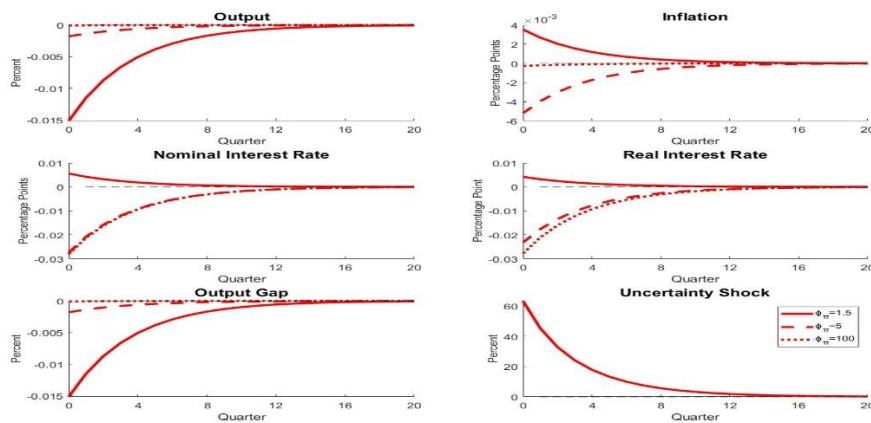 Output
Percent
0
-0.005
-0.01
-0.015
0 4 8 12 16 20
Quarter
Inflation
× 10⁻³
Percentage Points
4
2
0
-2
-4
-6
0 4 8 12 16 20
Quarter
Nominal Interest Rate
Percentage Points
0.01
0
-0.01
-0.02
-0.03
0 4 8 12 16 20
Quarter
Real Interest Rate
Percentage Point
0.01
0
-0.01
-0.02
-0.03
0 4 8 12 16 20
Quarter
Output Gap
Percent
0
-0.005
-0.01
-0.015
0 4 8 12 16 20
Quarter
Uncertainty Shock
Percent
60
40
20
0
ϕπ=1.5
ϕπ=5
ϕπ=100
0 4 8 12 16 20
Quarter